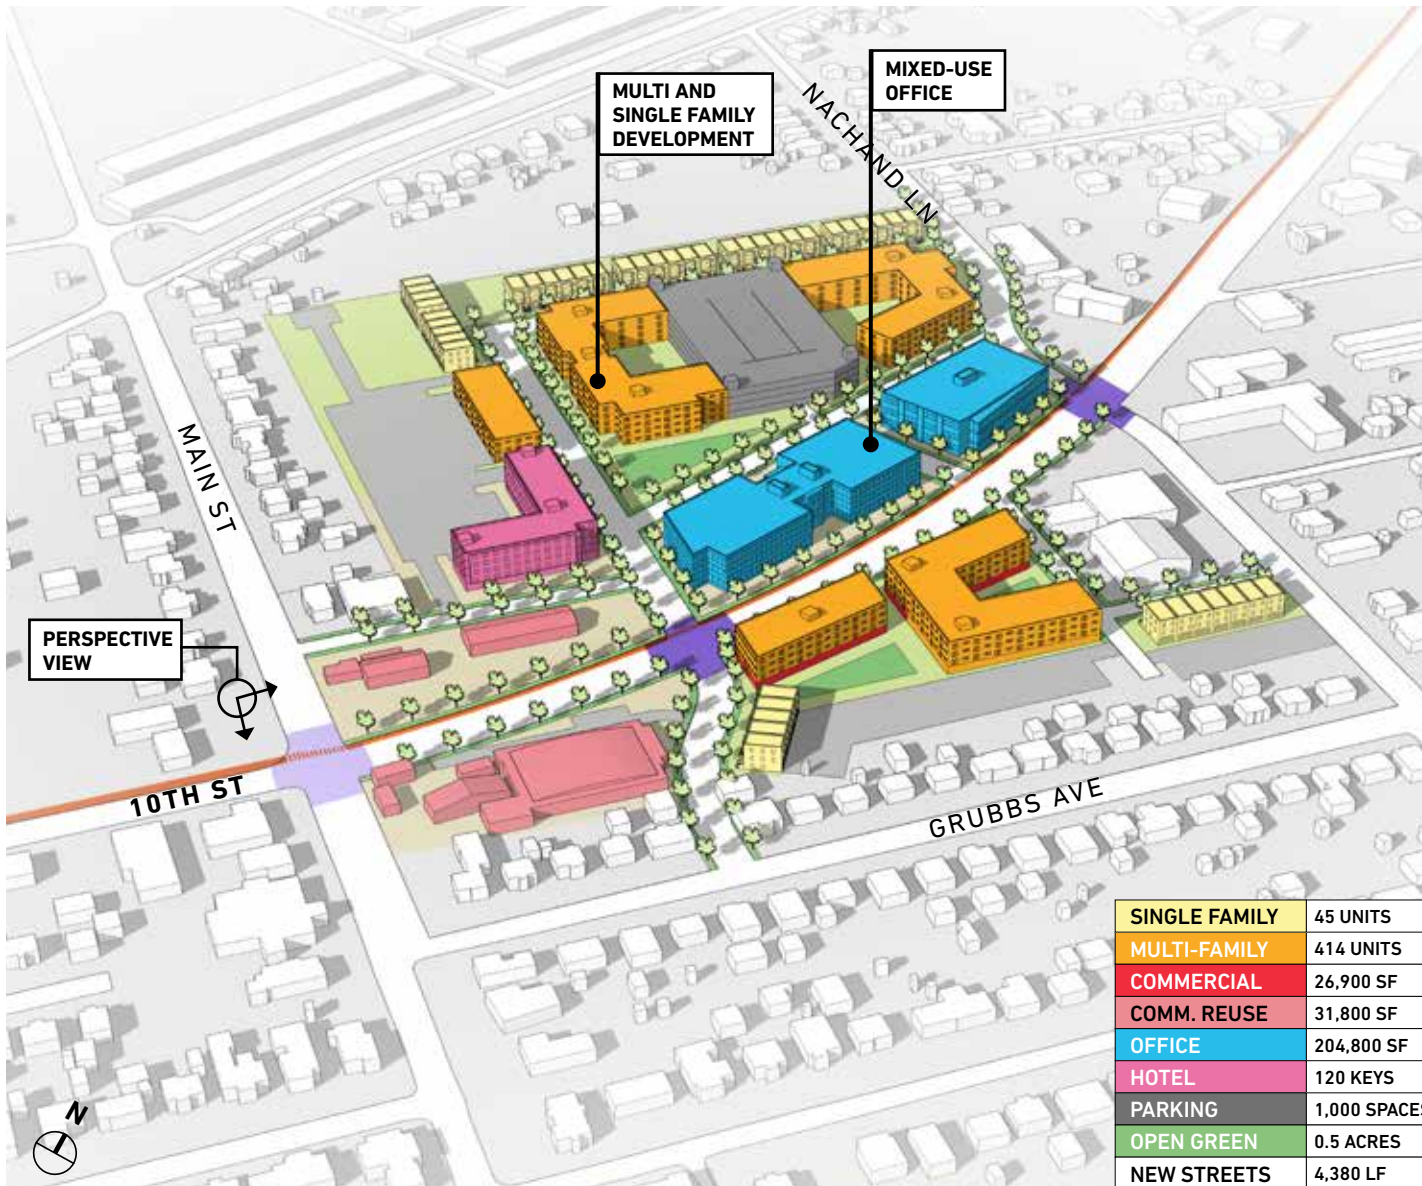 MULTI AND
SINGLE FAMILY
DEVELOPMENT
MIXED-USE
OFFICE
NACHAND LN
MAIN ST
PERSPECTIVE
VIEW
10TH ST
GRUBBS AVE
N
SINGLE FAMILY 45 UNITS
MULTI-FAMILY 414 UNITS
COMMERCIAL 26,900 SF
COMM. REUSE 31,800 SF
OFFICE 204,800 SF
HOTEL 120 KEYS
PARKING 1,000 SPACES
OPEN GREEN 0.5 ACRES
NEW STREETS 4,380 LF